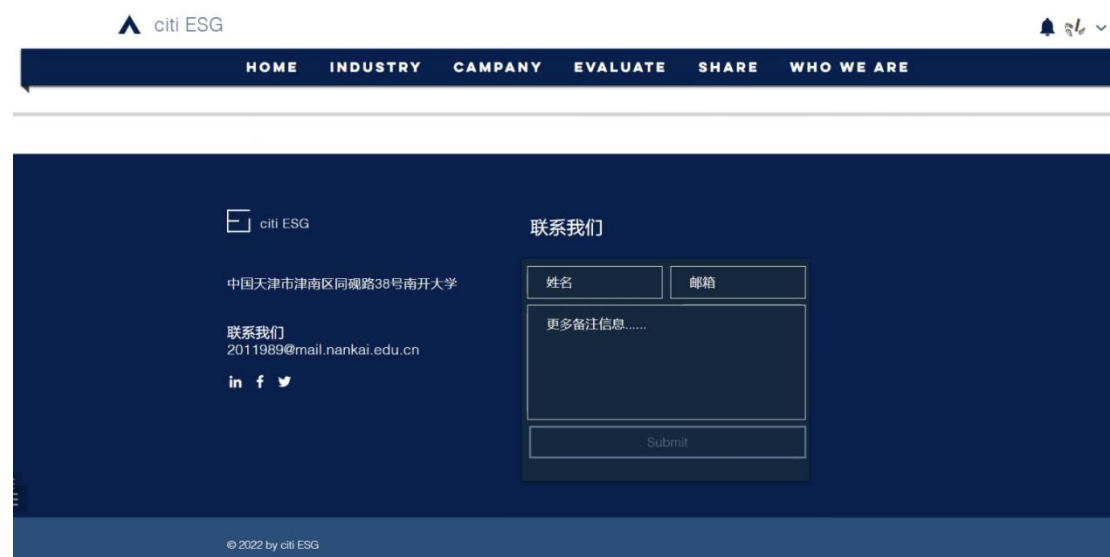 citi ESG
HOME INDUSTRY CAMPANY EVALUATE SHARE WHO WE ARE
citi ESG
中国天津市津南区同砚路38号南开大学
联系我们
2011989@mail.nankai.edu.cn
in f
联系我们
姓名 邮箱
更多备注信息......
Submit
© 2022 by citi ESG